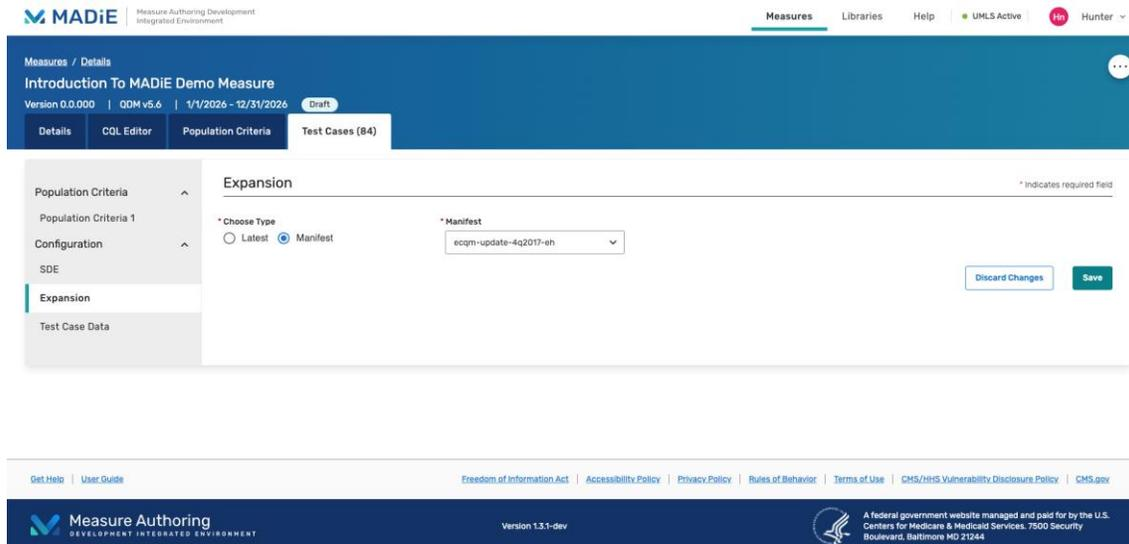 MADiE Measure Authoring Development
Integrated Environment
Measures Libraries Help UMLS Active Hn Hunter
Measures / Details
Introduction To MADiE Demo Measure
Version 0.0.000 | QDM v5.6 | 1/1/2026 - 12/31/2026 Draft
Details CQL Editor Population Criteria Test Cases (84)
Population Criteria
Population Criteria 1
Configuration
SDE
Expansion
Test Case Data
Expansion
* Indicates required field
* Choose Type
Latest Manifest
* Manifest
ecqm-update-4q2017-eh
Discard Changes Save
Get Help | User Guide
Freedom of Information Act | Accessibility Policy | Privacy Policy | Rules of Behavior | Terms of Use | CMS/HHS Vulnerability Disclosure Policy | CMS.gov
Measure Authoring
DEVELOPMENT INTEGRATED ENVIRONMENT
Version 1.3.1-dev
A federal government website managed and paid for by the U.S.
Centers for Medicare & Medicaid Services. 7500 Security
Boulevard, Baltimore MD 21244